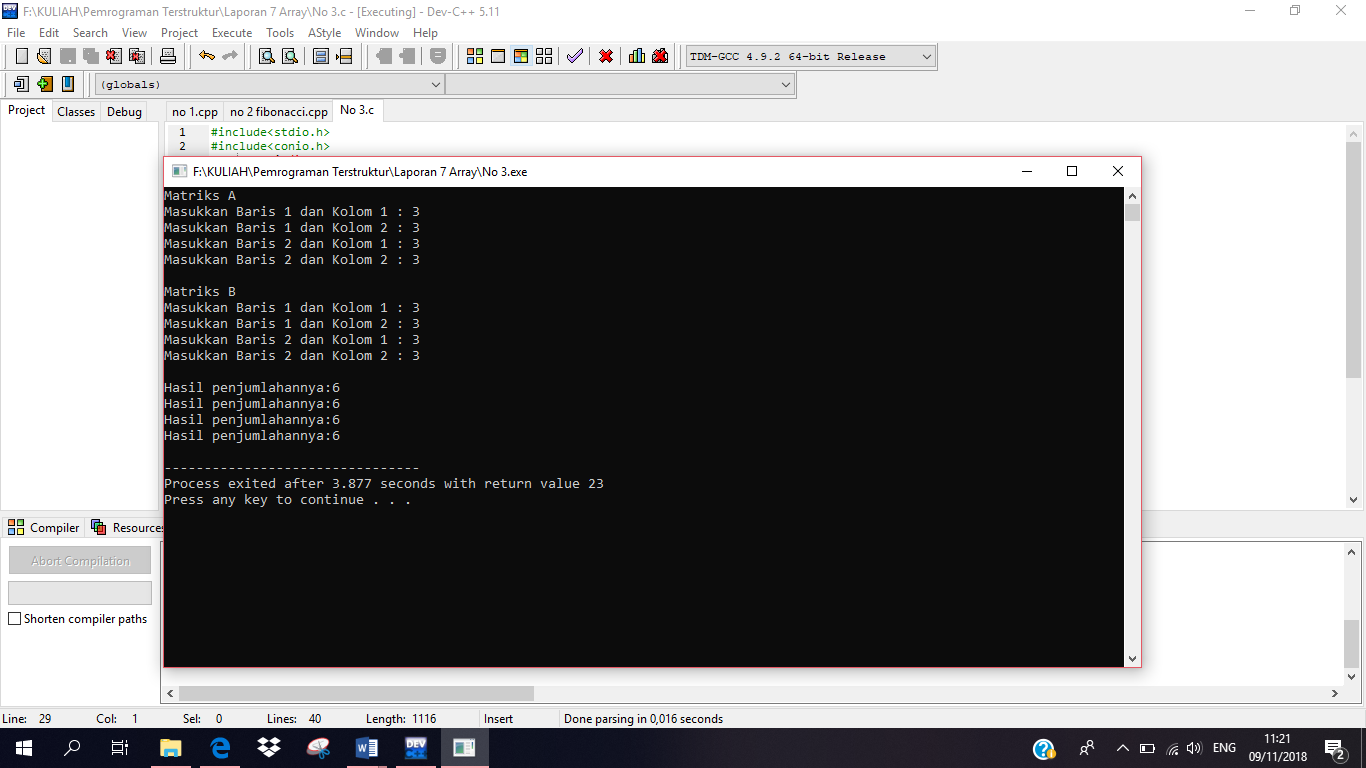 F:\KULIAH\Pemrograman Terstruktur\Laporan 7 Array\No 3.c - [Executing] - Dev-C++ 5.11
File Edit Search View Project Execute Tools AStyle Window Help
TDM-GCC 4.9.2 64-bit Release
(globals)
Project Classes Debug no 1.cpp no 2 fibonacci.cpp No 3.c
1 #include<stdio.h>
2 #include<conio.h>
F:\KULIAH\Pemrograman Terstruktur\Laporan 7 Array\No 3.exe
Matriks A
Masukkan Baris 1 dan Kolom 1 : 3
Masukkan Baris 1 dan Kolom 2 : 3
Masukkan Baris 2 dan Kolom 1 : 3
Masukkan Baris 2 dan Kolom 2 : 3
Matriks B
Masukkan Baris 1 dan Kolom 1 : 3
Masukkan Baris 1 dan Kolom 2 : 3
Masukkan Baris 2 dan Kolom 1 : 3
Masukkan Baris 2 dan Kolom 2 : 3
Hasil penjumlahannya:6
Hasil penjumlahannya:6
Hasil penjumlahannya:6
Hasil penjumlahannya:6
--------------------------------
Process exited after 3.877 seconds with return value 23
Press any key to continue . . .
Compiler Resources
Abort Compilation
Shorten compiler paths
Line: 29 Col: 1 Sel: 0 Lines: 40 Length: 1116 Insert Done parsing in 0,016 seconds
DEV
ENG
11:21
09/11/2018
2